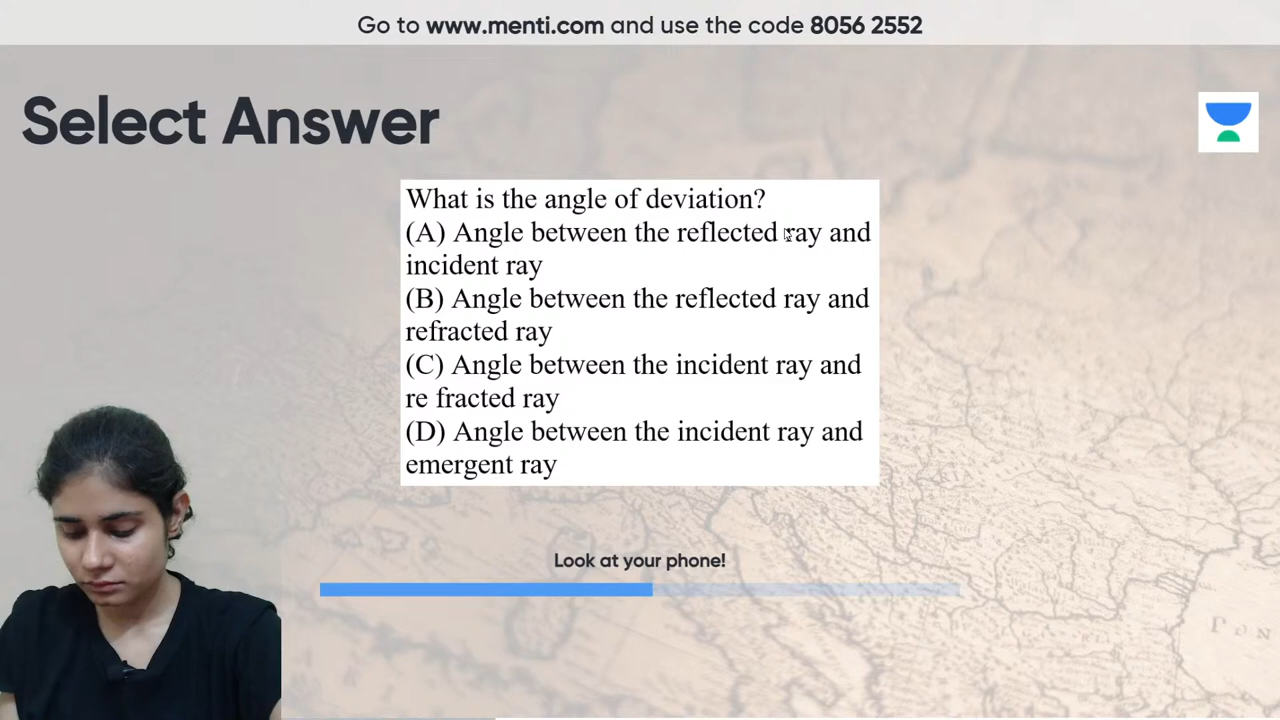 Go to www.menti.com and use the code 8056 2552
Select Answer
What is the angle of deviation?
(A) Angle between the reflected ray and
incident ray
(B) Angle between the reflected ray and
refracted ray
(C) Angle between the incident ray and
re fracted ray
(D) Angle between the incident ray and
emergent ray
Look at your phone!